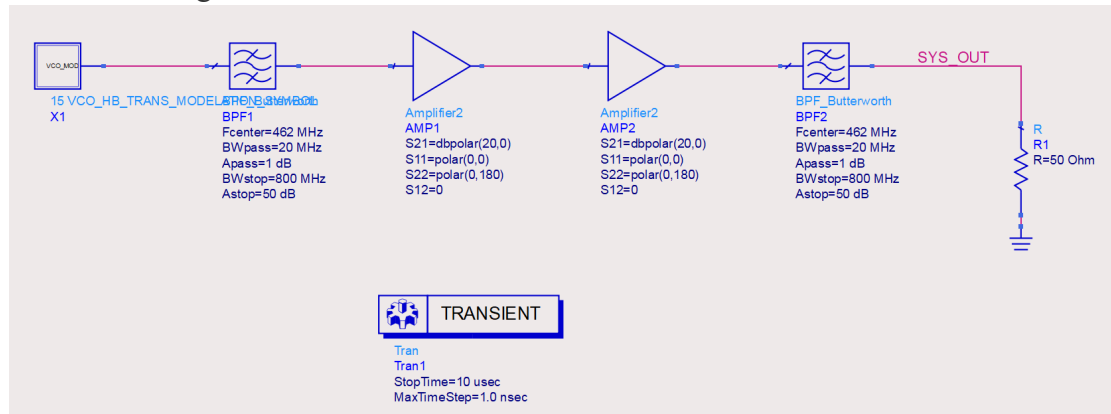 VCO_MOD
15 VCO_HB_TRANS_MODELATION_SYMBOL
X1
BPF_Butterworth
BPF1
Fcenter=462 MHz
BWpass=20 MHz
Apass=1 dB
BWstop=800 MHz
Astop=50 dB
Amplifier2
AMP1
S21=dbpolar(20,0)
S11=polar(0,0)
S22=polar(0,180)
S12=0
Amplifier2
AMP2
S21=dbpolar(20,0)
S11=polar(0,0)
S22=polar(0,180)
S12=0
BPF_Butterworth
BPF2
Fcenter=462 MHz
BWpass=20 MHz
Apass=1 dB
BWstop=800 MHz
Astop=50 dB
SYS_OUT
R
R1
R=50 Ohm
TRANSIENT
Tran
Tran1
StopTime=10 usec
MaxTimeStep=1.0 nsec